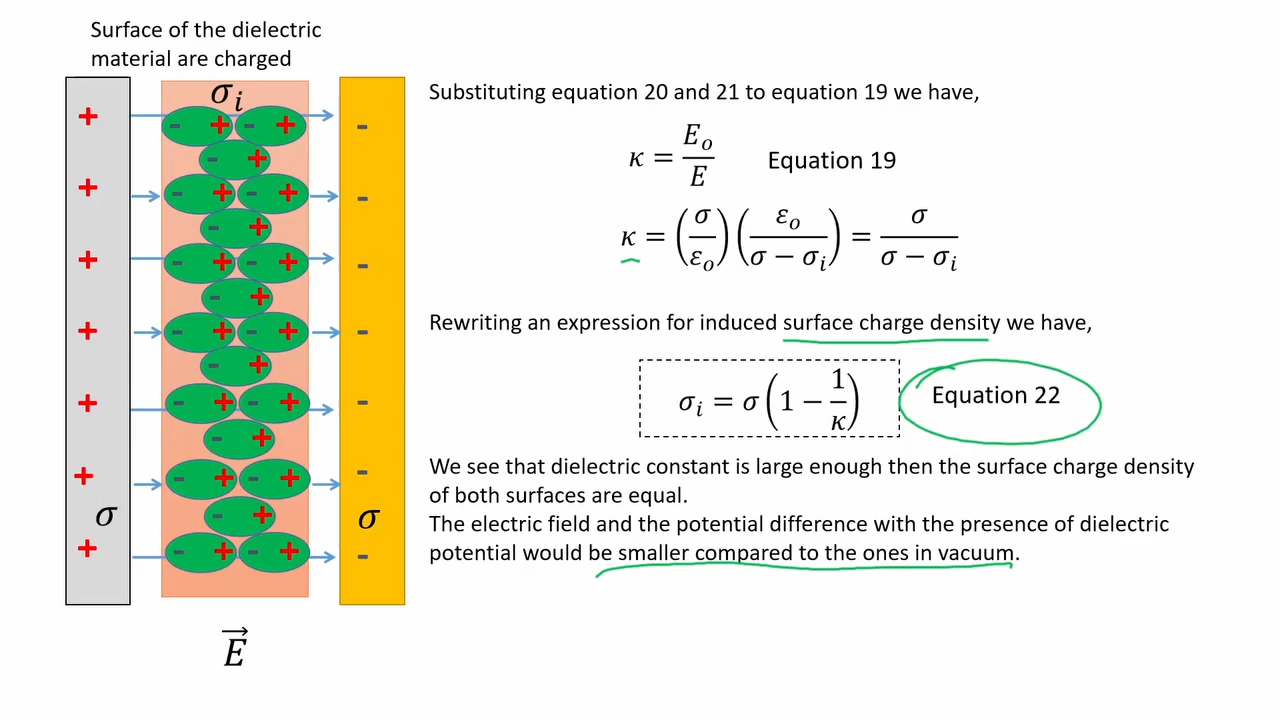 Surface of the dielectric
material are charged
σᵢ
σ
σ
E⃗
Substituting equation 20 and 21 to equation 19 we have,
κ = Eₒ/E    Equation 19
κ = (σ/εₒ)(εₒ/(σ − σᵢ)) = σ/(σ − σᵢ)
Rewriting an expression for induced surface charge density we have,
σᵢ = σ(1 − 1/κ)    Equation 22
We see that dielectric constant is large enough then the surface charge density
of both surfaces are equal.
The electric field and the potential difference with the presence of dielectric
potential would be smaller compared to the ones in vacuum.